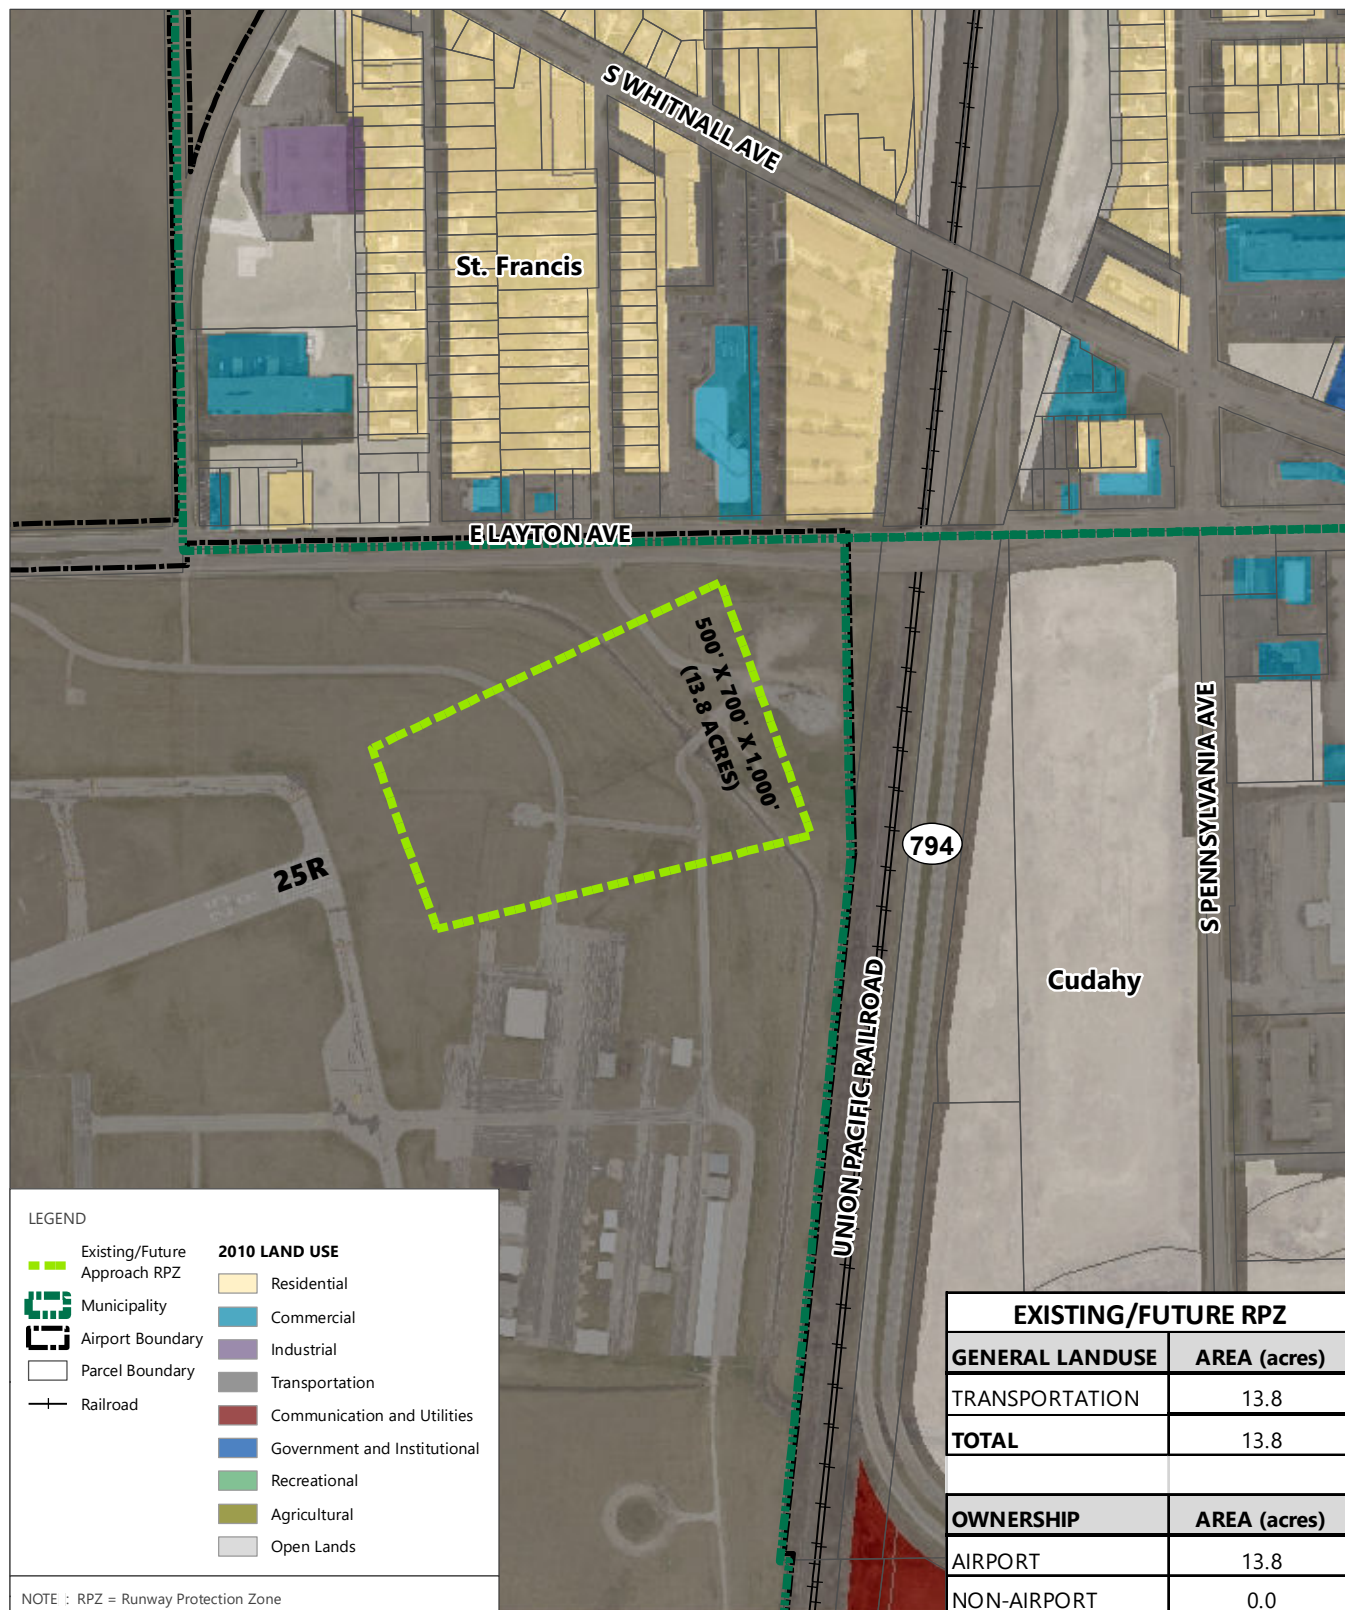 S WHITNALL AVE
St. Francis
E LAYTON AVE
500' X 700' X 1,000'
(13.8 ACRES)
25R
794
S PENNSYLVANIA AVE
Cudahy
UNION PACIFIC RAILROAD
LEGEND
Existing/Future
Approach RPZ
Municipality
Airport Boundary
Parcel Boundary
Railroad
2010 LAND USE
Residential
Commercial
Industrial
Transportation
Communication and Utilities
Government and Institutional
Recreational
Agricultural
Open Lands
NOTE : RPZ = Runway Protection Zone
EXISTING/FUTURE RPZ
GENERAL LANDUSE AREA (acres)
TRANSPORTATION 13.8
TOTAL 13.8
OWNERSHIP AREA (acres)
AIRPORT 13.8
NON-AIRPORT 0.0